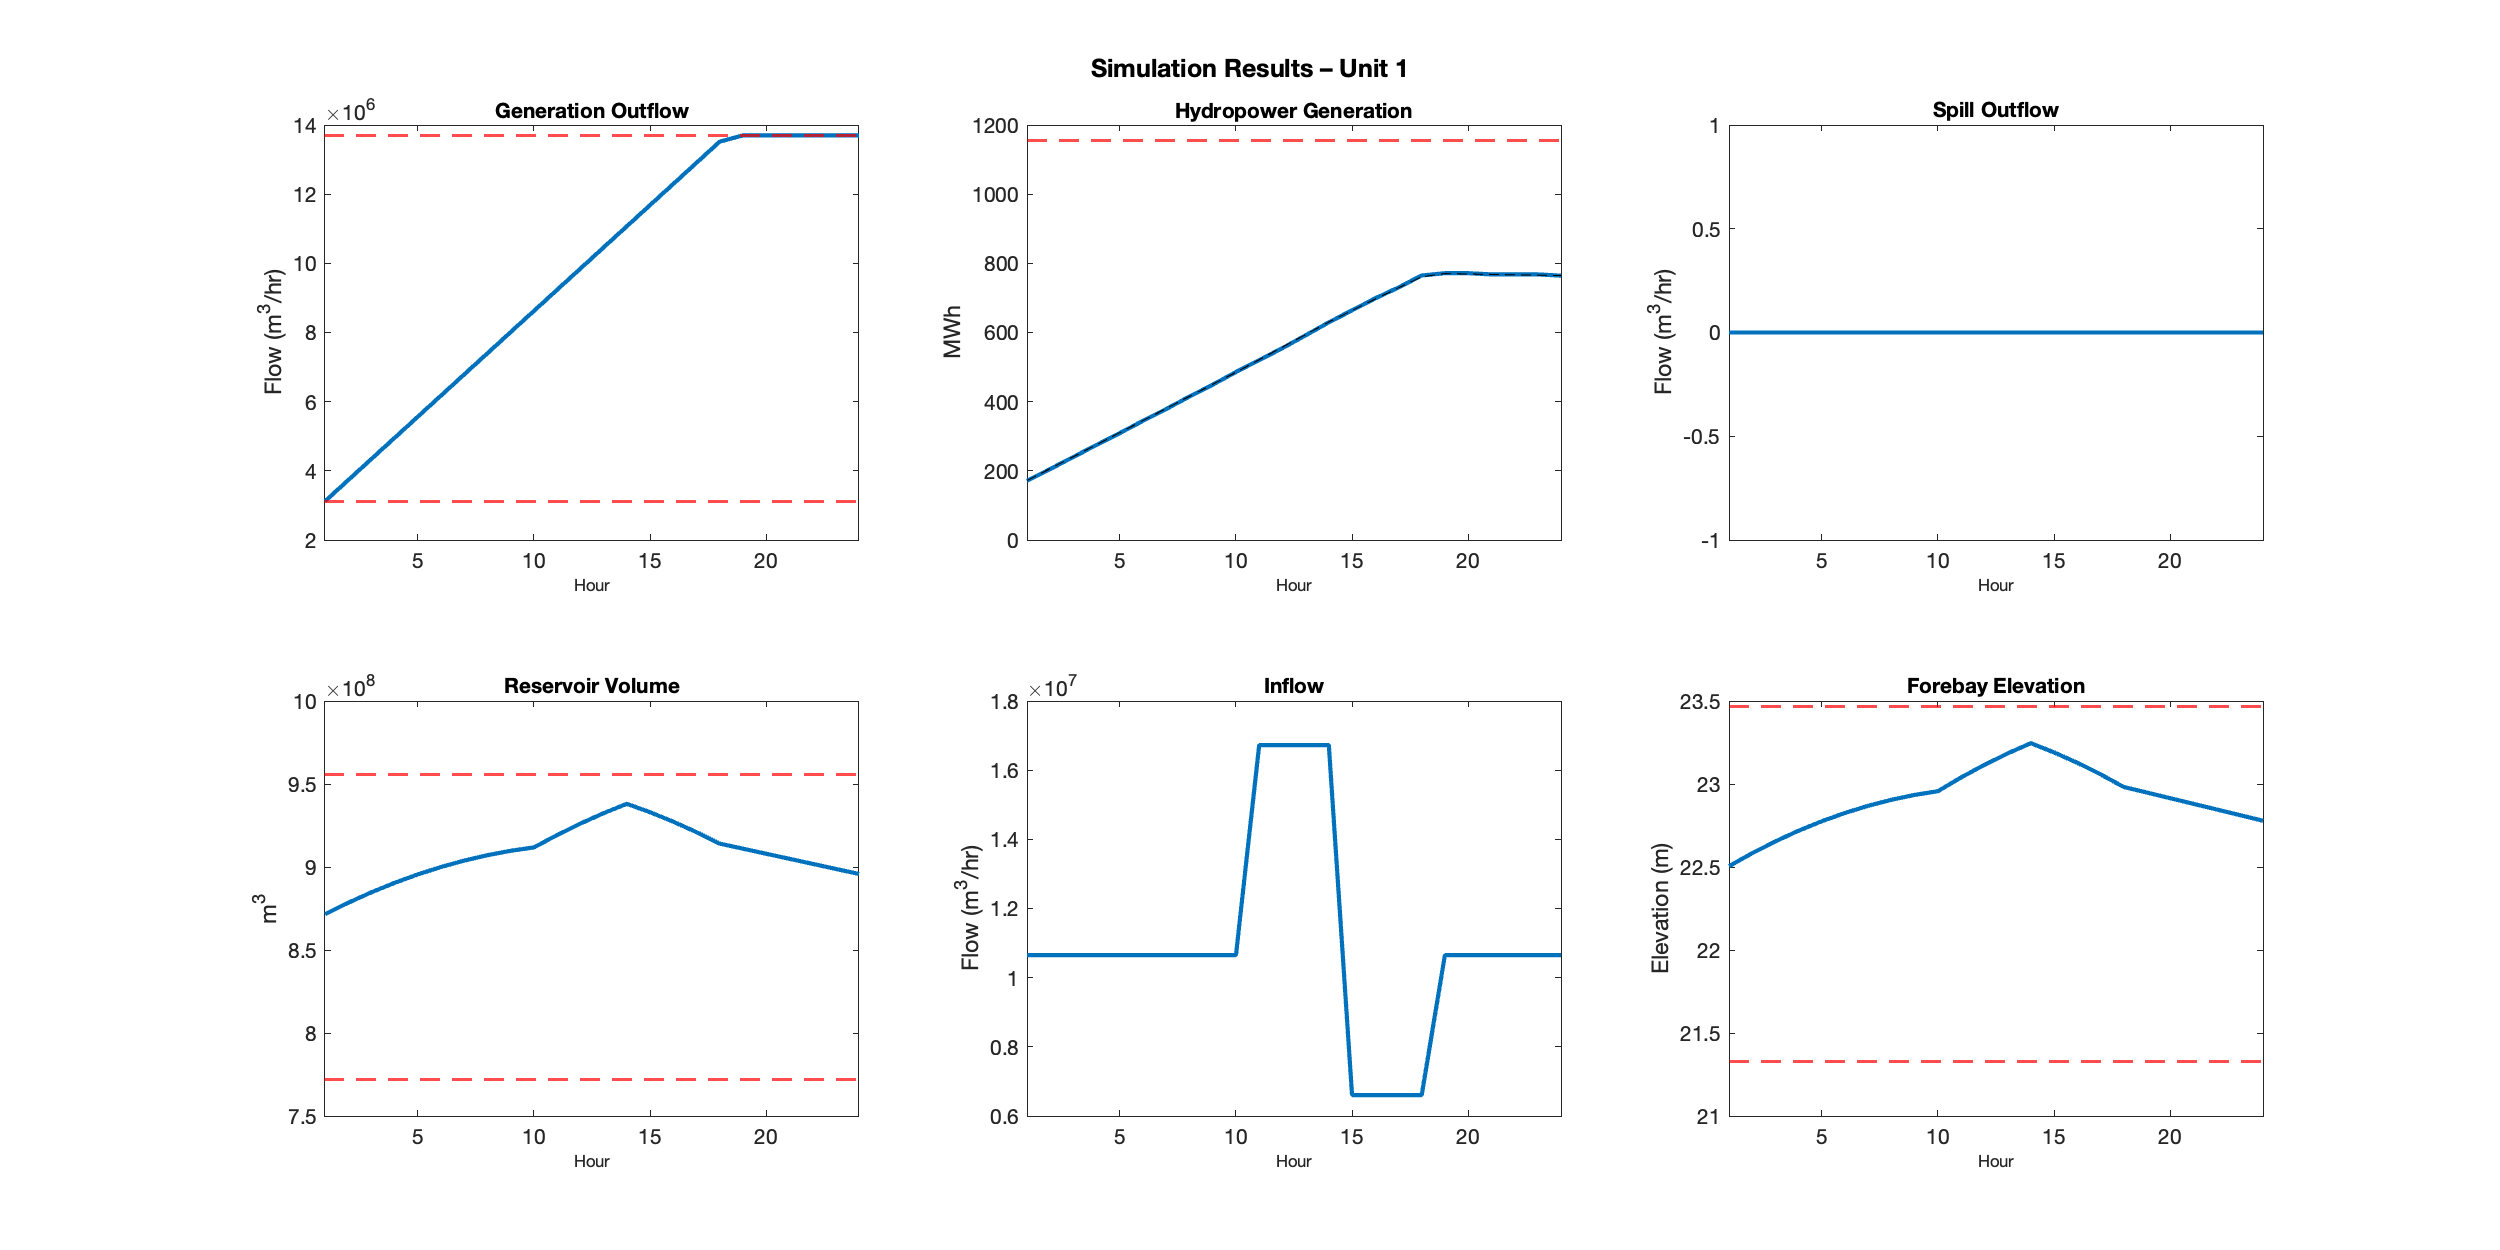 Simulation Results – Unit 1
Generation Outflow
×10^6
14
12
10
8
6
4
2
Flow (m^3/hr)
5 10 15 20
Hour
Hydropower Generation
1200
1000
800
600
400
200
0
MWh
5 10 15 20
Hour
Spill Outflow
1
0.5
0
-0.5
-1
Flow (m^3/hr)
5 10 15 20
Hour
Reservoir Volume
×10^8
10
9.5
9
8.5
8
7.5
m^3
5 10 15 20
Hour
Inflow
×10^7
1.8
1.6
1.4
1.2
1
0.8
0.6
Flow (m^3/hr)
5 10 15 20
Hour
Forebay Elevation
23.5
23
22.5
22
21.5
21
Elevation (m)
5 10 15 20
Hour